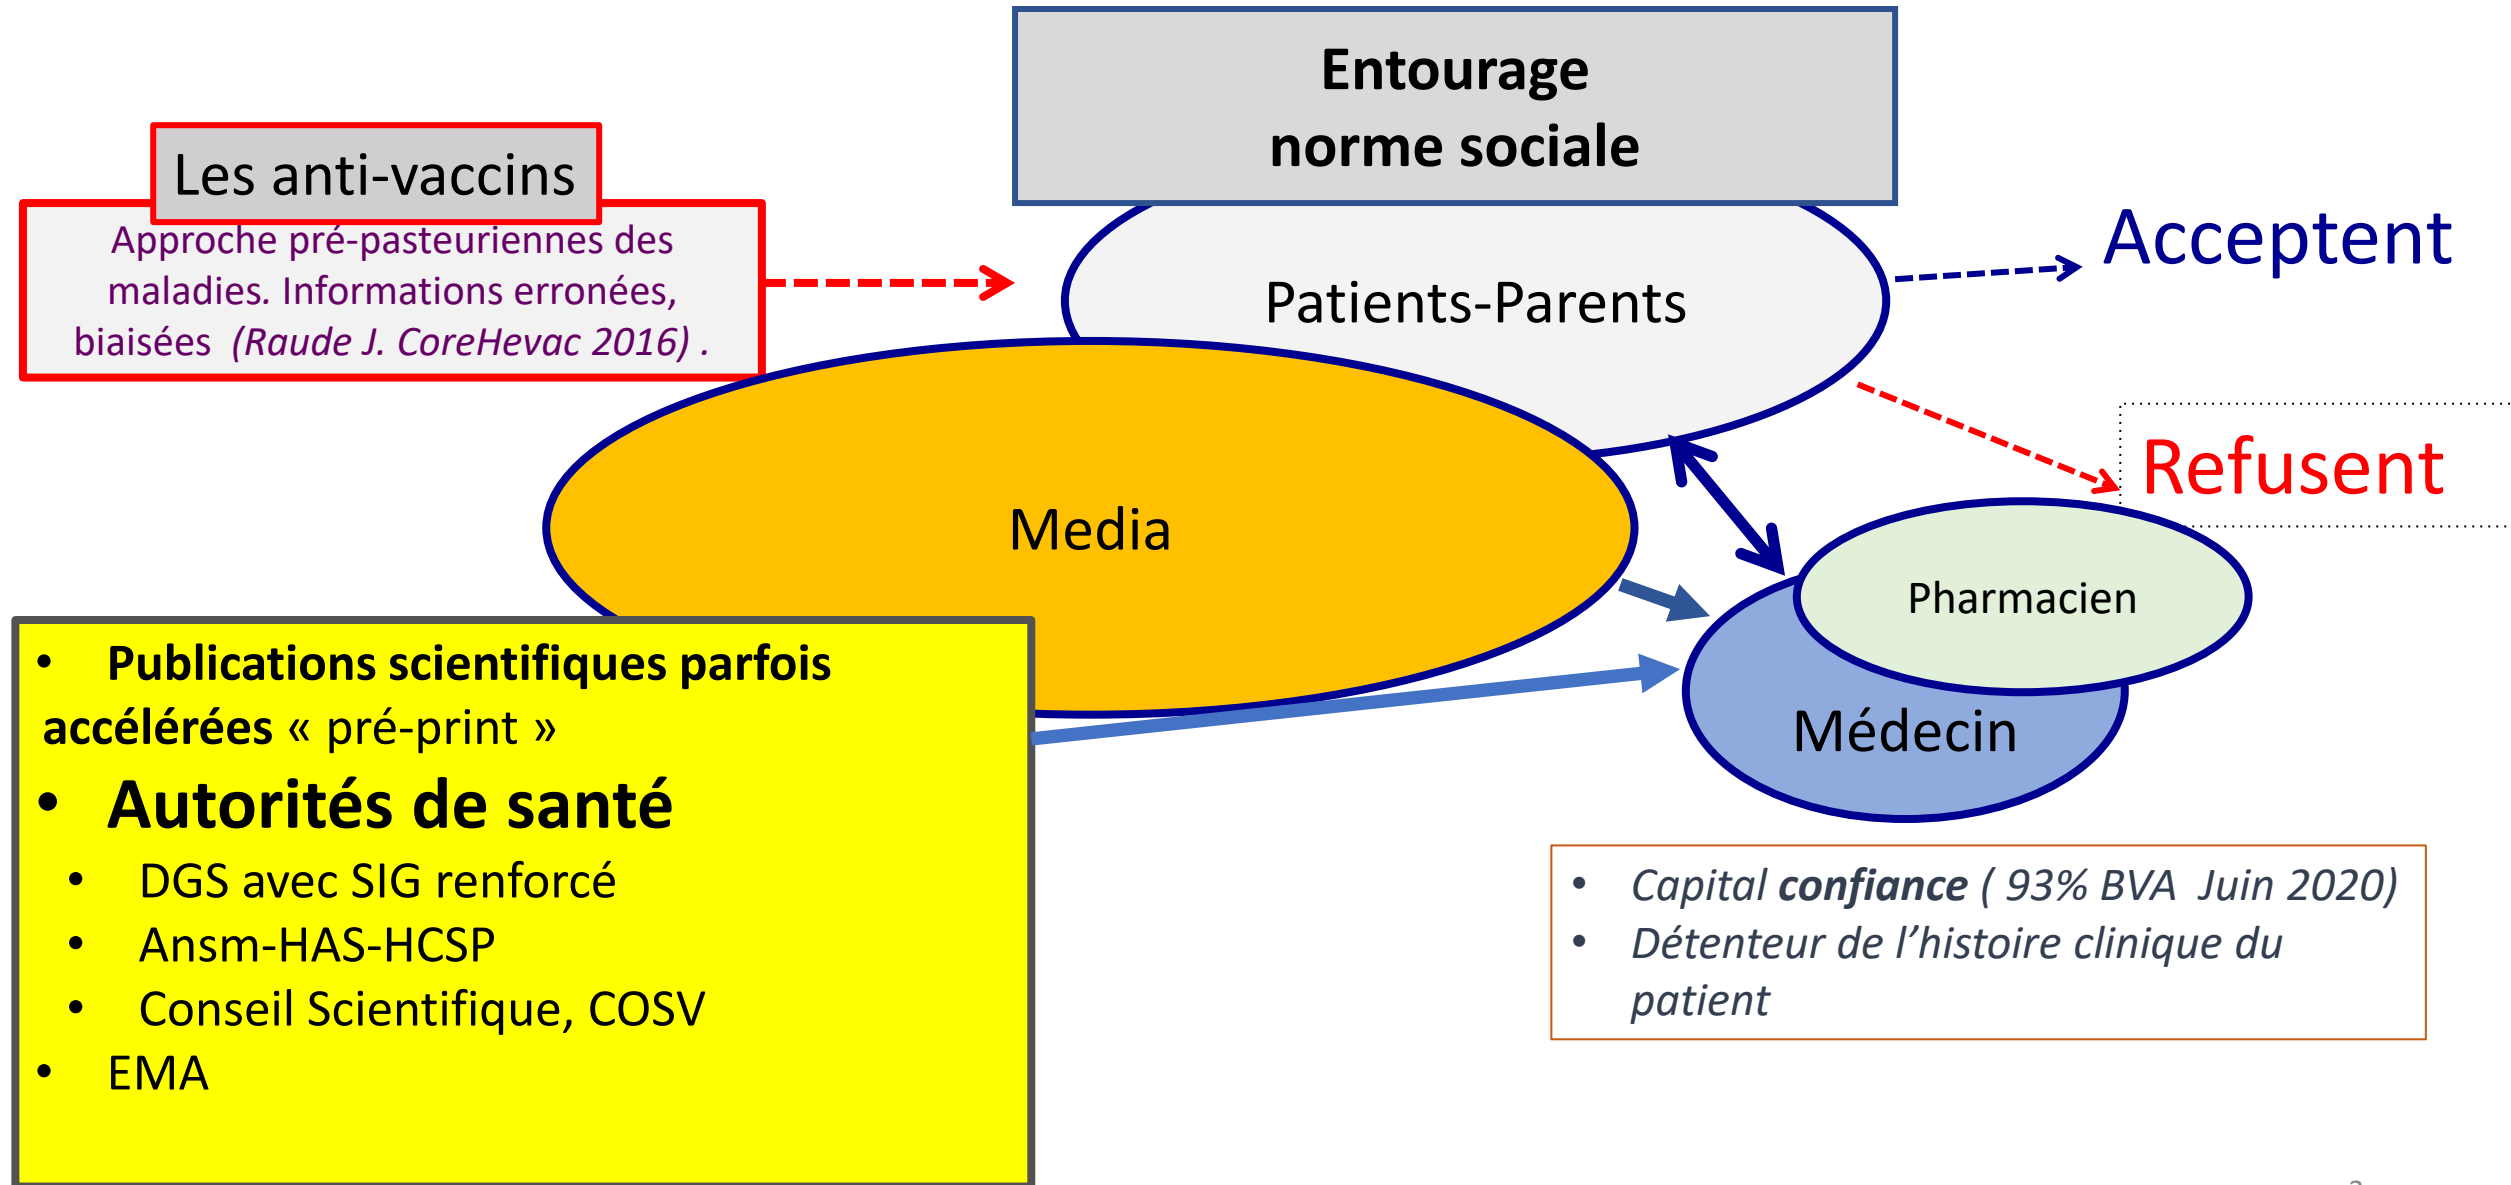 Entourage
norme sociale
Les anti-vaccins
Approche pré-pasteuriennes des
maladies. Informations erronées,
biaisées (Raude J. CoreHevac 2016) .
Patients-Parents
Acceptent
Refusent
Media
Pharmacien
Médecin
• Publications scientifiques parfois
accélérées « pré-print »
• Autorités de santé
• DGS avec SIG renforcé
• Ansm-HAS-HCSP
• Conseil Scientifique, COSV
• EMA
• Capital confiance ( 93% BVA Juin 2020)
• Détenteur de l’histoire clinique du
patient